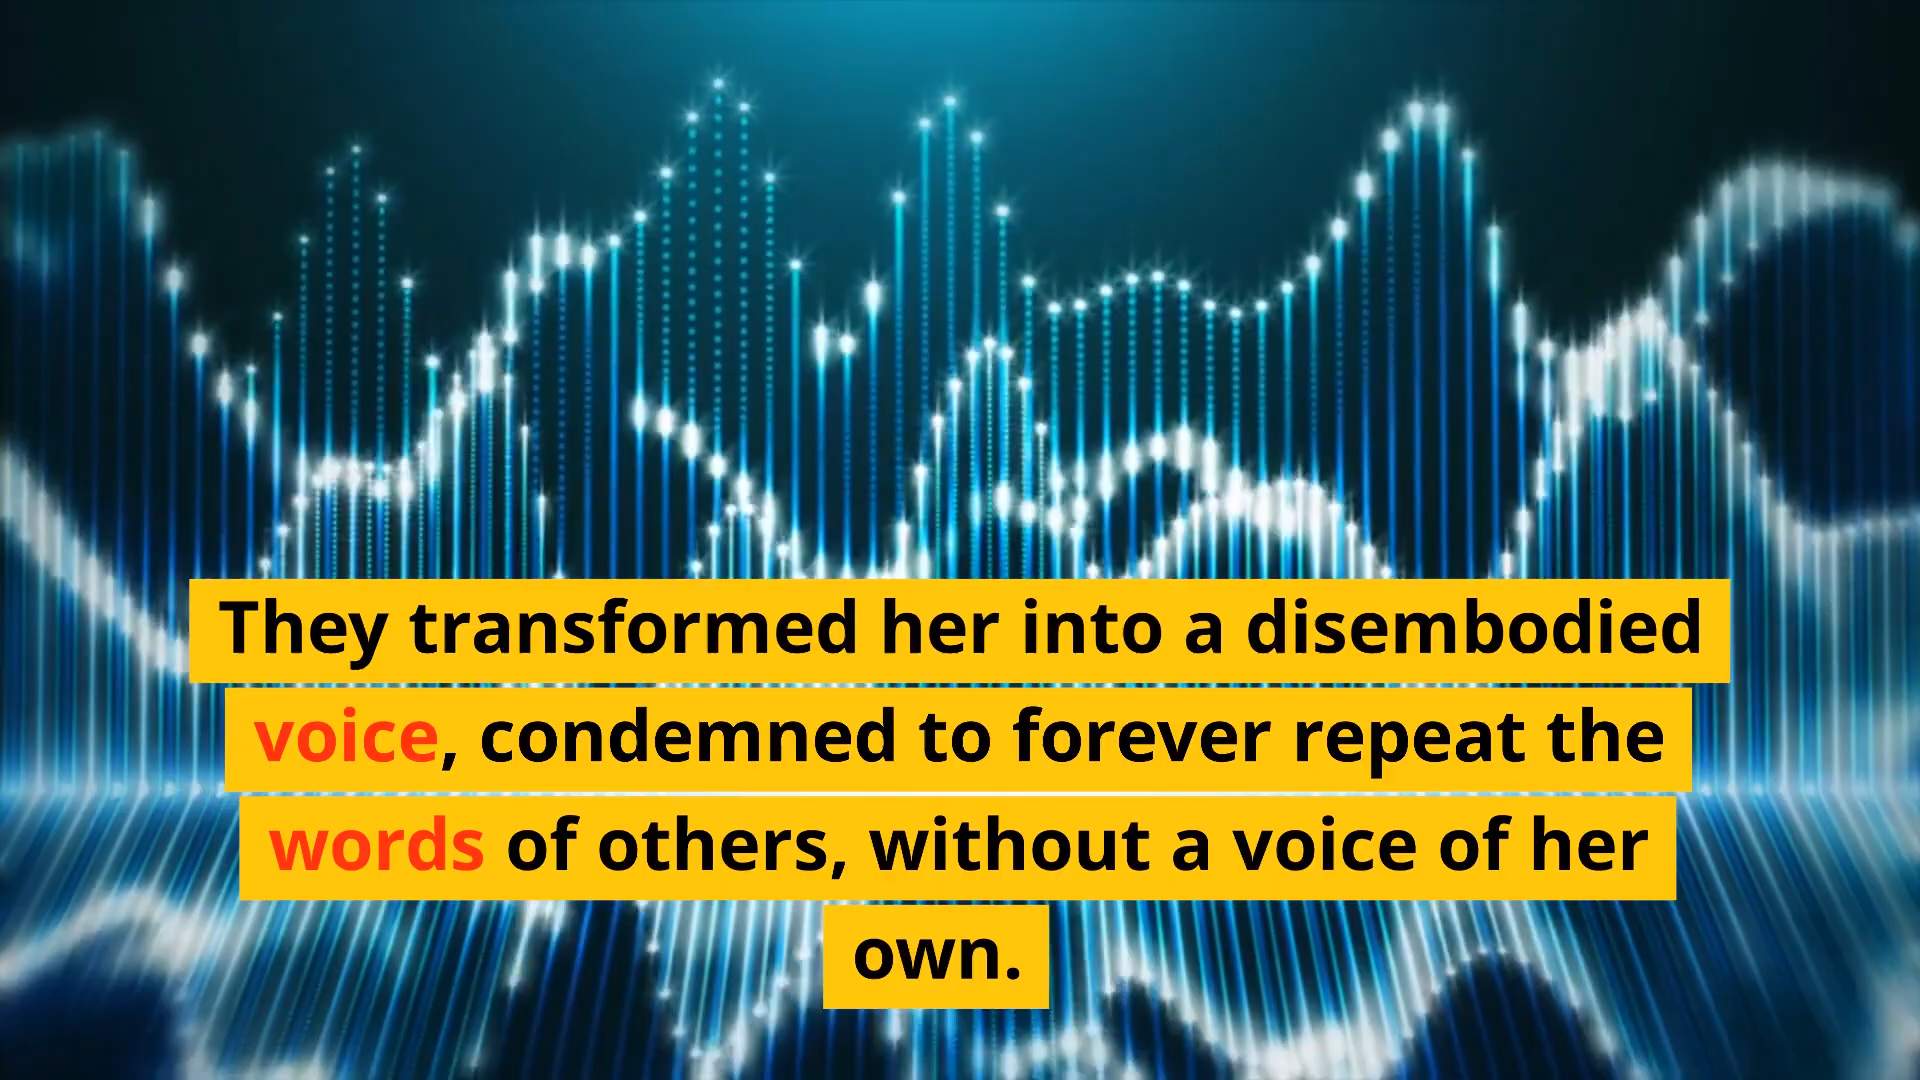 They transformed her into a disembodied
voice, condemned to forever repeat the
words of others, without a voice of her
own.